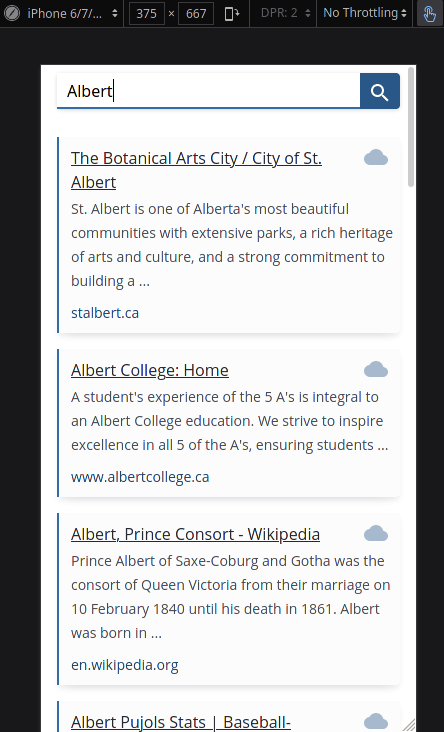 iPhone 6/7/... 375 × 667 DPR: 2 No Throttling
Albert
The Botanical Arts City / City of St.
Albert
St. Albert is one of Alberta's most beautiful
communities with extensive parks, a rich heritage
of arts and culture, and a strong commitment to
building a ...
stalbert.ca
Albert College: Home
A student's experience of the 5 A's is integral to
an Albert College education. We strive to inspire
excellence in all 5 of the A's, ensuring students ...
www.albertcollege.ca
Albert, Prince Consort - Wikipedia
Prince Albert of Saxe-Coburg and Gotha was the
consort of Queen Victoria from their marriage on
10 February 1840 until his death in 1861. Albert
was born in ...
en.wikipedia.org
Albert Pujols Stats | Baseball-